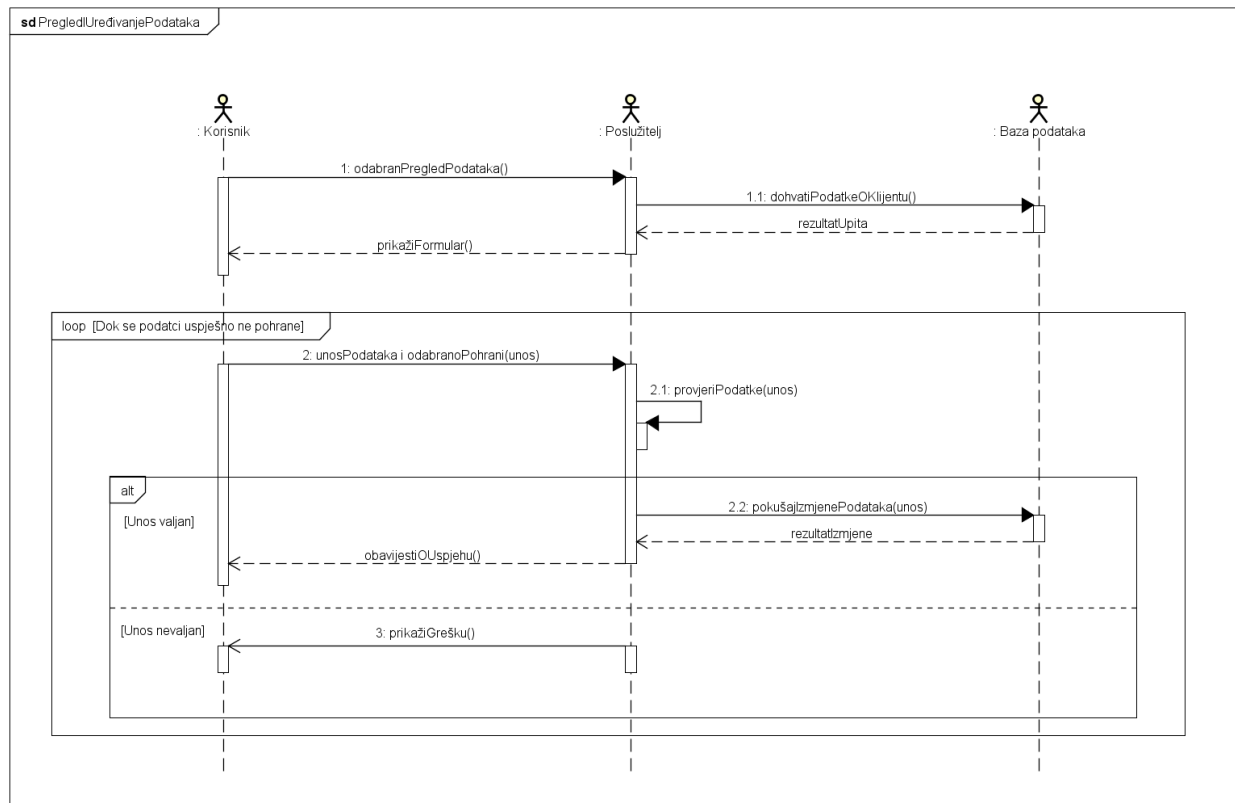 sd PregledIUređivanjePodataka
: Korisnik
: Poslužitelj
: Baza podataka
1: odabranPregledPodataka()
1.1: dohvatiPodatkeOKlijentu()
rezultatUpita
prikažiFormular()
loop [Dok se podatci uspješno ne pohrane]
2: unosPodataka i odabranoPohrani(unos)
2.1: provjeriPodatke(unos)
alt
[Unos valjan]
2.2: pokušajIzmjenePodataka(unos)
rezultatIzmjene
obavijestiOUspjehu()
[Unos nevaljan]
3: prikažiGrešku()